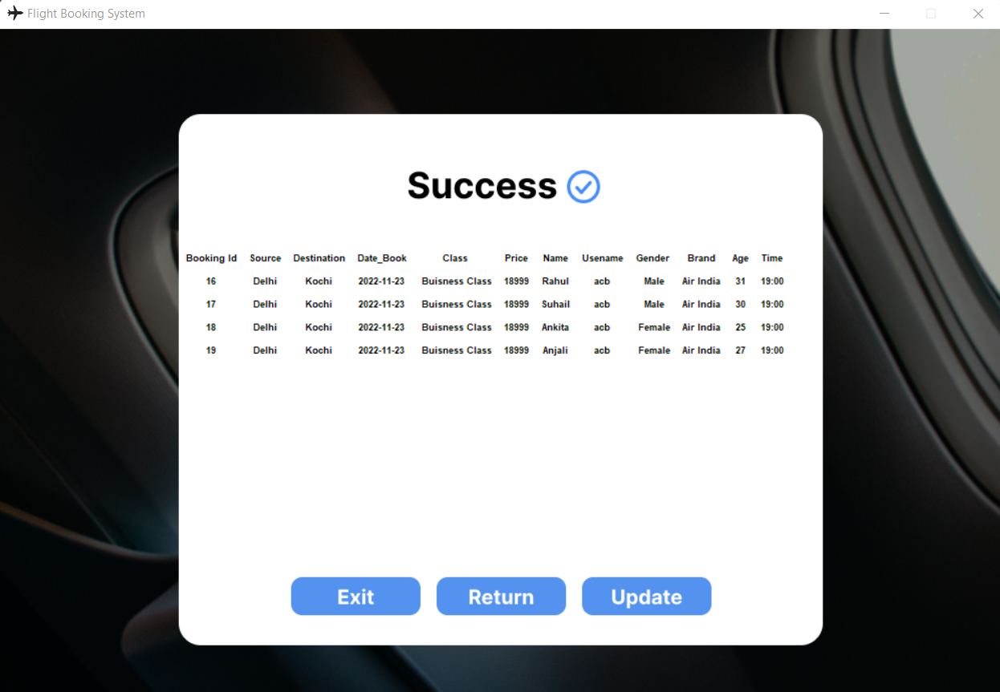 Flight Booking System
Success
Booking Id Source Destination Date_Book Class Price Name Usename Gender Brand Age Time
16 Delhi Kochi 2022-11-23 Buisness Class 18999 Rahul acb Male Air India 31 19:00
17 Delhi Kochi 2022-11-23 Buisness Class 18999 Suhail acb Male Air India 30 19:00
18 Delhi Kochi 2022-11-23 Buisness Class 18999 Ankita acb Female Air India 25 19:00
19 Delhi Kochi 2022-11-23 Buisness Class 18999 Anjali acb Female Air India 27 19:00
Exit Return Update